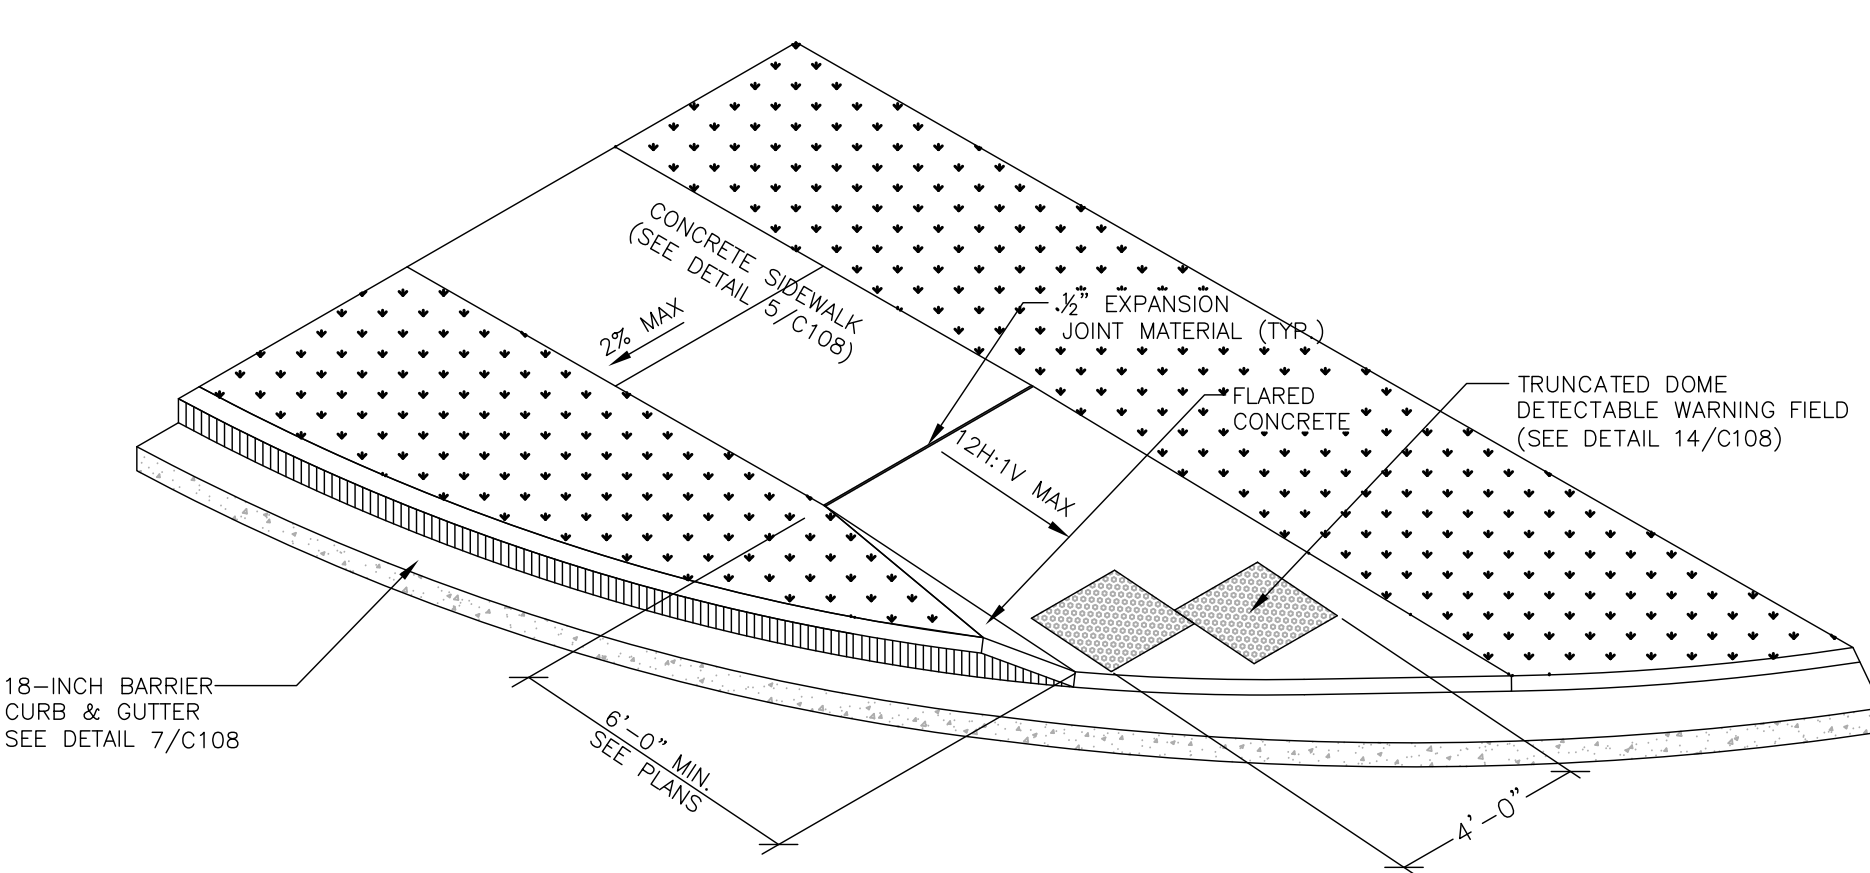 CONCRETE SIDEWALK
(SEE DETAIL 5/C108)
2% MAX
½" EXPANSION
JOINT MATERIAL (TYP.)
FLARED
CONCRETE
TRUNCATED DOME
DETECTABLE WARNING FIELD
(SEE DETAIL 14/C108)
12H:1V MAX
18-INCH BARRIER
CURB & GUTTER
SEE DETAIL 7/C108
6'-0" MIN.
SEE PLANS
4'-0"